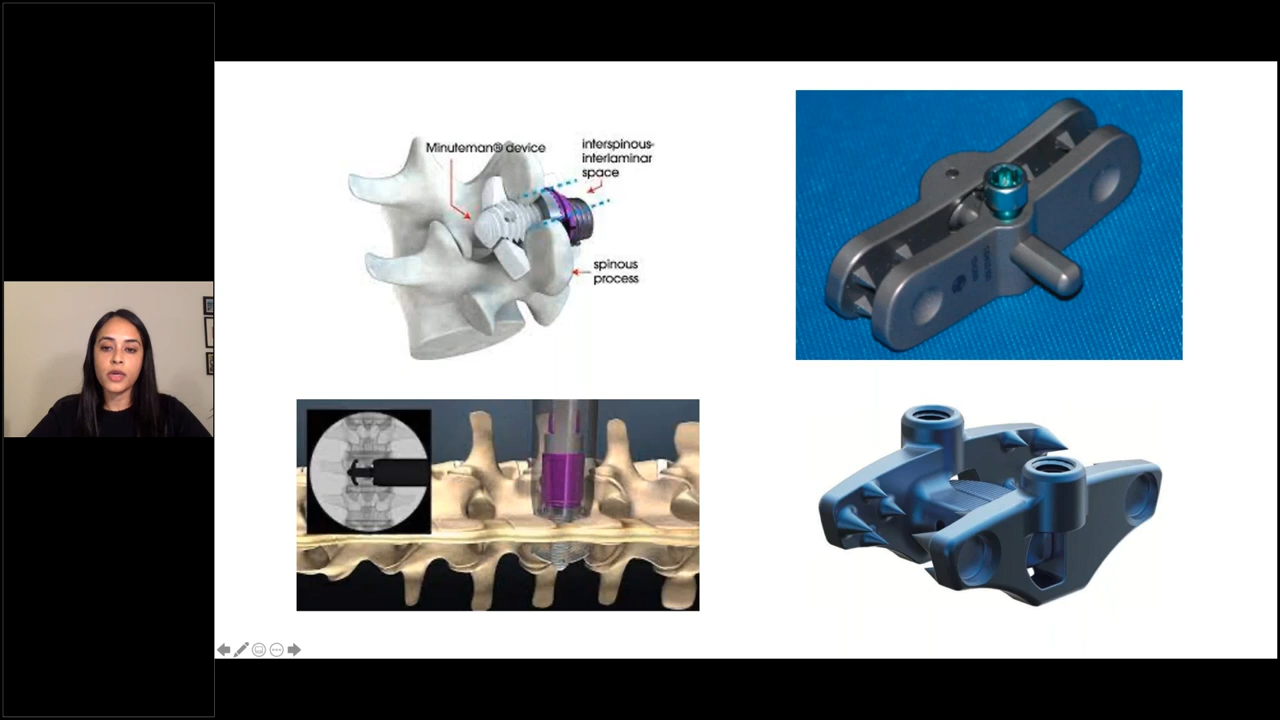 Minuteman® device
interspinous-
interlaminar
space
spinous
process